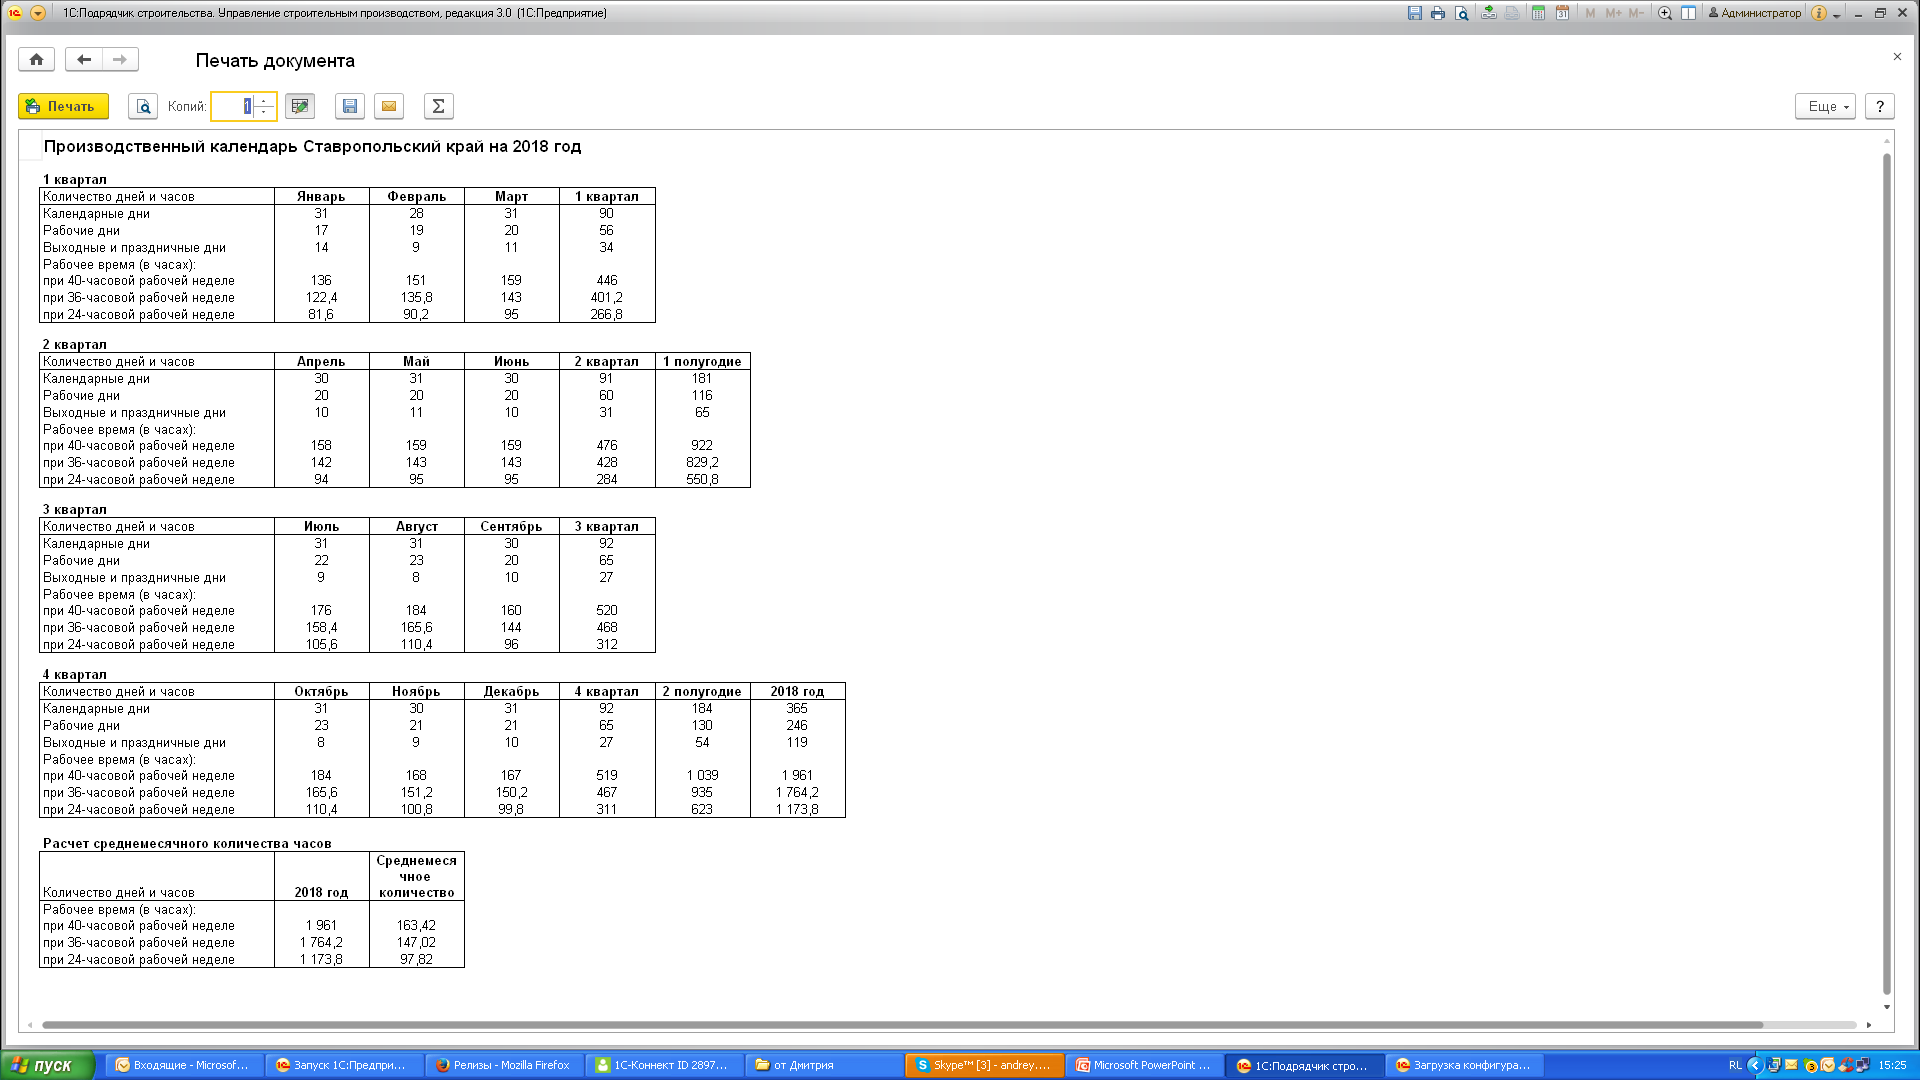 1С:Подрядчик строительства. Управление строительным производством, редакция 3.0 (1С:Предприятие)
M M+ M- Администратор
Печать документа
Печать Копий: 1 Σ Еще ?
Производственный календарь Ставропольский край на 2018 год
1 квартал
Количество дней и часов Январь Февраль Март 1 квартал
Календарные дни 31 28 31 90
Рабочие дни 17 19 20 56
Выходные и праздничные дни 14 9 11 34
Рабочее время (в часах):
при 40-часовой рабочей неделе 136 151 159 446
при 36-часовой рабочей неделе 122,4 135,8 143 401,2
при 24-часовой рабочей неделе 81,6 90,2 95 266,8
2 квартал
Количество дней и часов Апрель Май Июнь 2 квартал 1 полугодие
Календарные дни 30 31 30 91 181
Рабочие дни 20 20 20 60 116
Выходные и праздничные дни 10 11 10 31 65
Рабочее время (в часах):
при 40-часовой рабочей неделе 158 159 159 476 922
при 36-часовой рабочей неделе 142 143 143 428 829,2
при 24-часовой рабочей неделе 94 95 95 284 550,8
3 квартал
Количество дней и часов Июль Август Сентябрь 3 квартал
Календарные дни 31 31 30 92
Рабочие дни 22 23 20 65
Выходные и праздничные дни 9 8 10 27
Рабочее время (в часах):
при 40-часовой рабочей неделе 176 184 160 520
при 36-часовой рабочей неделе 158,4 165,6 144 468
при 24-часовой рабочей неделе 105,6 110,4 96 312
4 квартал
Количество дней и часов Октябрь Ноябрь Декабрь 4 квартал 2 полугодие 2018 год
Календарные дни 31 30 31 92 184 365
Рабочие дни 23 21 21 65 130 246
Выходные и праздничные дни 8 9 10 27 54 119
Рабочее время (в часах):
при 40-часовой рабочей неделе 184 168 167 519 1 039 1 961
при 36-часовой рабочей неделе 165,6 151,2 150,2 467 935 1 764,2
при 24-часовой рабочей неделе 110,4 100,8 99,8 311 623 1 173,8
Расчет среднемесячного количества часов
Среднемеся
чное
Количество дней и часов 2018 год количество
Рабочее время (в часах):
при 40-часовой рабочей неделе 1 961 163,42
при 36-часовой рабочей неделе 1 764,2 147,02
при 24-часовой рабочей неделе 1 173,8 97,82
пуск Входящие - Microsof... Запуск 1С:Предпри... Релизы - Mozilla Firefox 1С-Коннект ID 2897... от Дмитрия Skype™ [3] - andrey.... Microsoft PowerPoint ... 1С:Подрядчик стро... Загрузка конфигура... RL 15:25